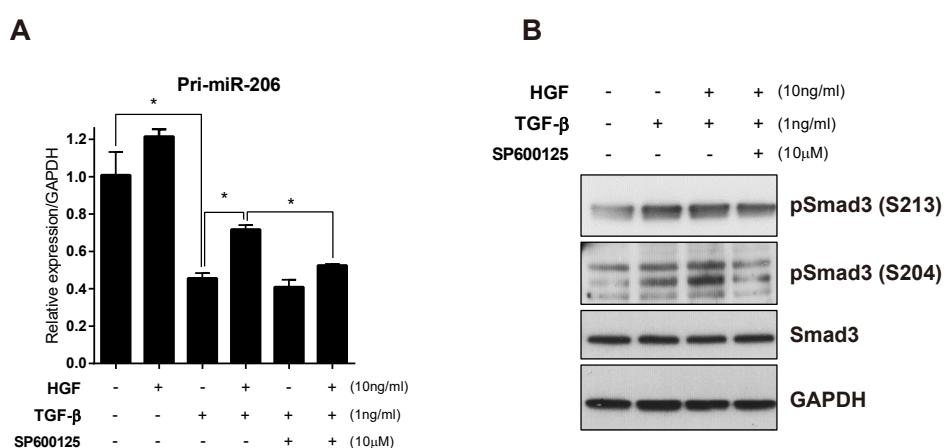 A
Pri-miR-206
*
* *
Relative expression/GAPDH
1.2
1.0
0.8
0.6
0.4
0.2
0.0
HGF - + - + - + (10ng/ml)
TGF-β - - + + + + (1ng/ml)
SP600125 - - - - + + (10μM)
B
HGF - - + + (10ng/ml)
TGF-β - + + + (1ng/ml)
SP600125 - - - + (10μM)
pSmad3 (S213)
pSmad3 (S204)
Smad3
GAPDH